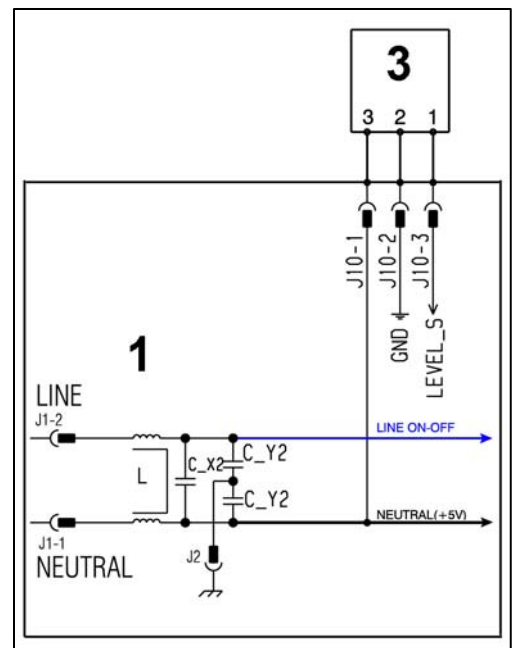 3
3 2 1
J10-1
J10-2
J10-3
GND
LEVEL_S
1
LINE
J1-2
LINE ON-OFF
C_Y2
C_X2
L
C_Y2
NEUTRAL(+5V)
J1-1
NEUTRAL
J2